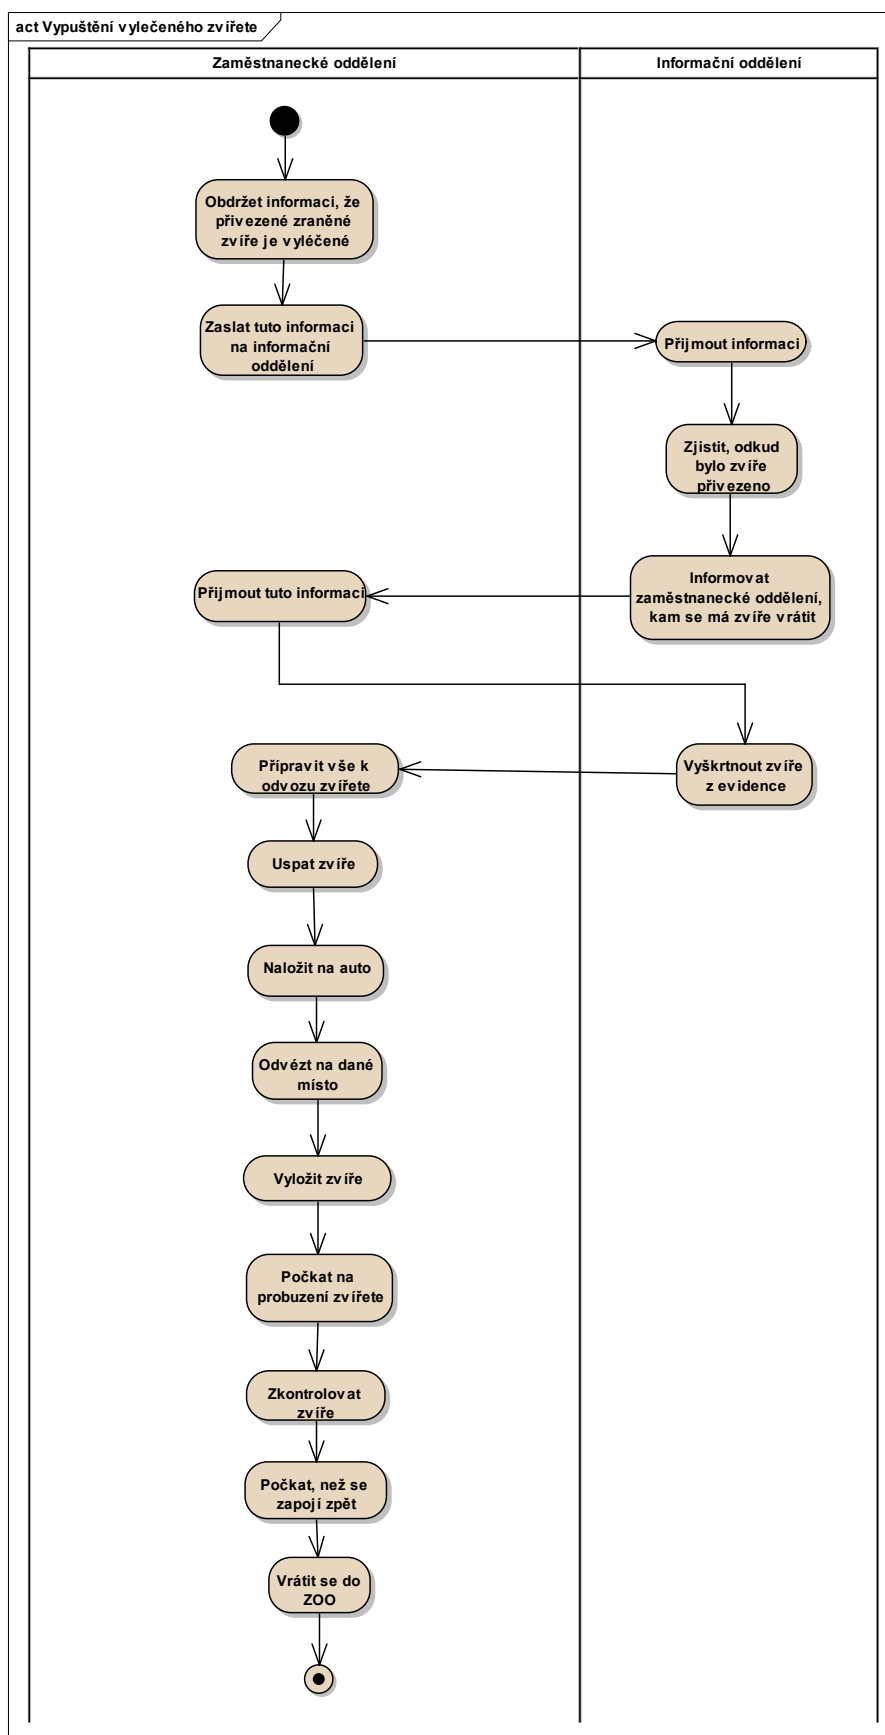 act Vypuštění vylečeného zvířete
Zaměstnanecké oddělení
Informační oddělení
Obdržet informaci, že
přivezené zraněné
zvíře je vyléčené
Zaslat tuto informaci
na informační
oddělení
Přijmout informaci
Zjistit, odkud
bylo zvíře
přivezeno
Informovat
zaměstnanecké oddělení,
kam se má zvíře vrátit
Přijmout tuto informaci
Vyškrtnout zvíře
z evidence
Přípravit vše k
odvozu zvířete
Uspat zvíře
Naložit na auto
Odvézt na dané
místo
Vyložit zvíře
Počkat na
probuzení zvířete
Zkontrolovat
zvíře
Počkat, než se
zapojí zpět
Vrátit se do
ZOO